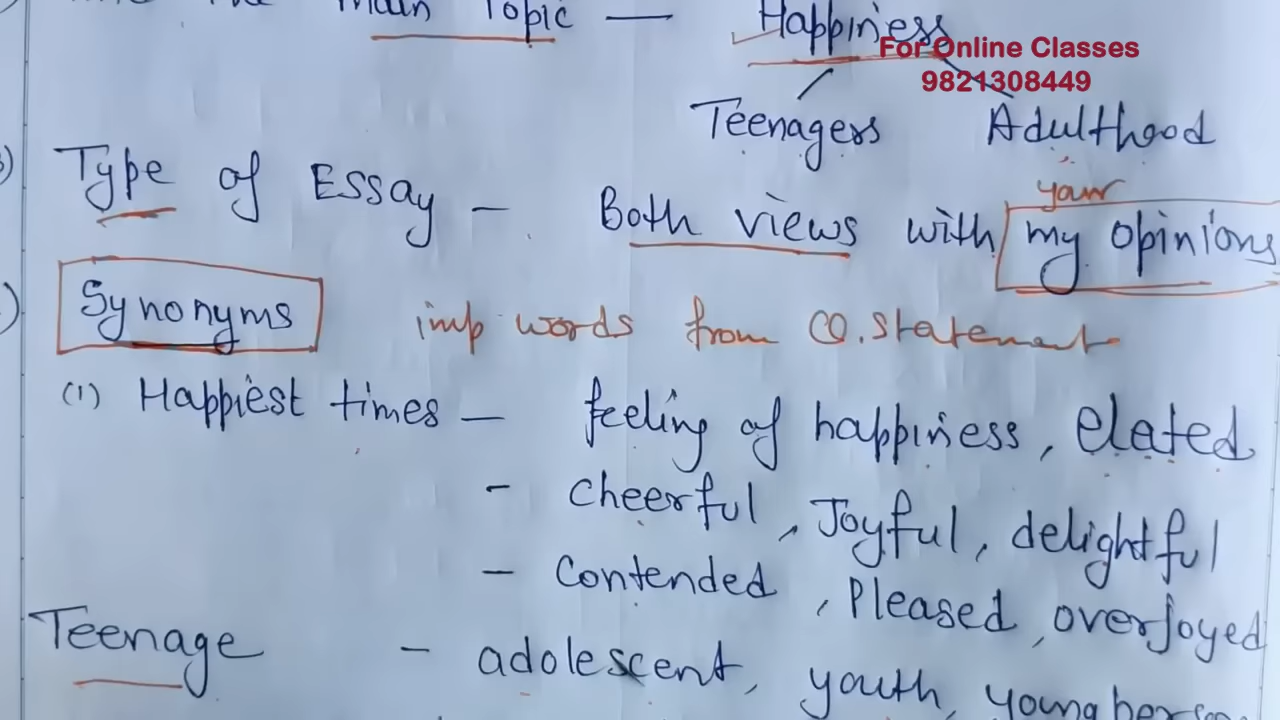 the Main Topic — Happiness
For Online Classes
9821308449
Teenagers Adulthood
Type of Essay - Both views with my opinions
your
Synonyms imp words from Q. Statement
(1) Happiest times — feeling of happiness, elated
- cheerful, Joyful, delightful
- contended, Pleased, overjoyed
Teenage - adolescent, youth, young